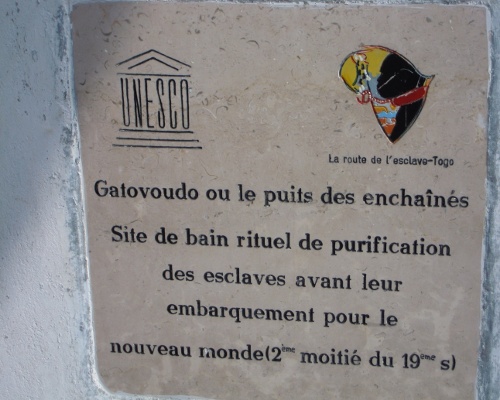 UNESCO
La route de l'esclave-Togo
Gatovoudo ou le puits des enchaînés
Site de bain rituel de purification
des esclaves avant leur
embarquement pour le
nouveau monde(2ème moitié du 19ème s)